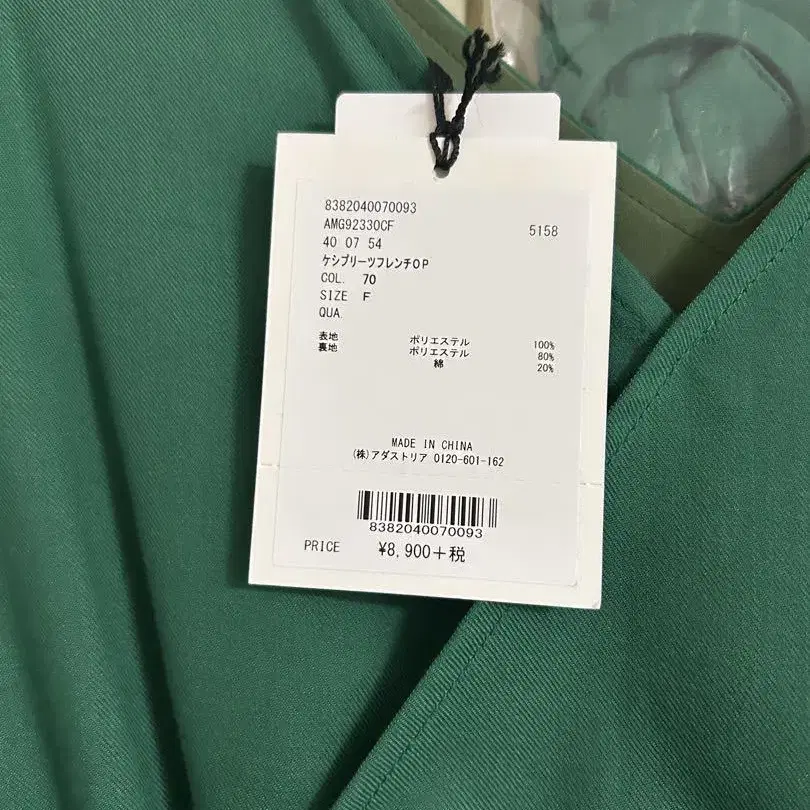 8382040070093
AMG92330CF 5158
40 07 54
ケシプリーツフレンチOP
COL. 70
SIZE F
QUA.
表地 ポリエステル 100%
裏地 ポリエステル 80%
綿 20%
MADE IN CHINA
(株)アダストリア 0120-601-162
8382040070093
PRICE ¥8,900+税